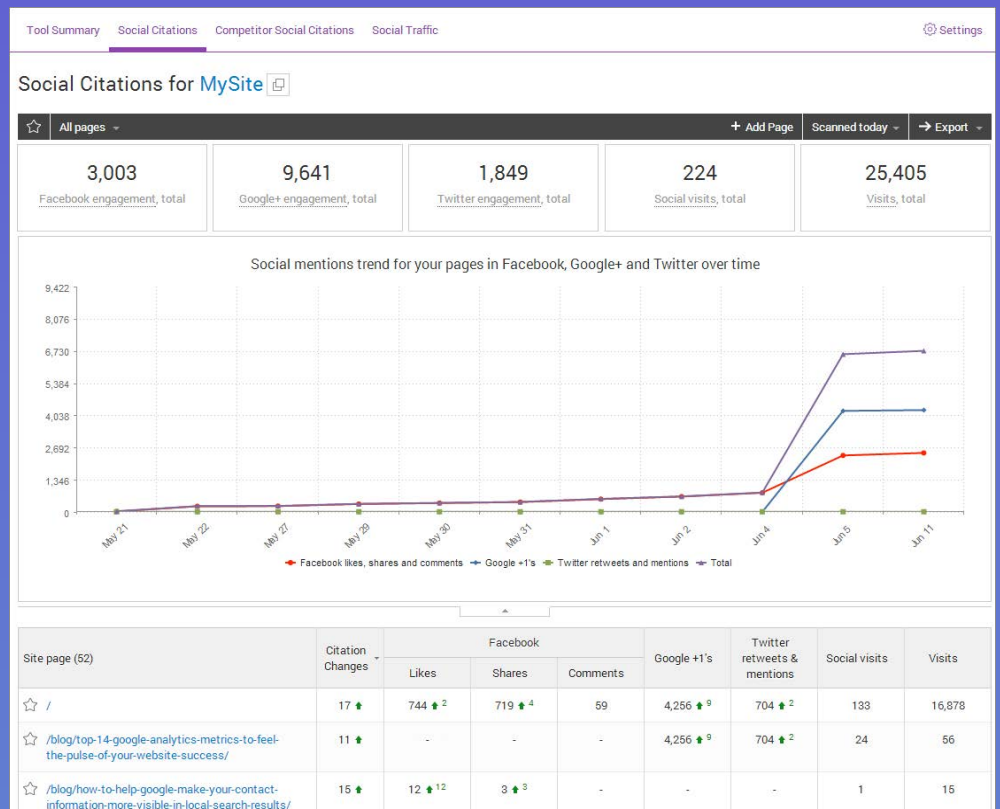 Tool Summary Social Citations Competitor Social Citations Social Traffic Settings
Social Citations for MySite
All pages + Add Page Scanned today Export
3,003 9,641 1,849 224 25,405
Facebook engagement, total Google+ engagement, total Twitter engagement, total Social visits, total Visits, total
Social mentions trend for your pages in Facebook, Google+ and Twitter over time
9,422
8,076
6,730
5,384
4,038
2,692
1,346
0
May 21 May 22 May 27 May 29 May 30 May 31 Jun 1 Jun 2 Jun 4 Jun 5 Jun 11
Facebook likes, shares and comments Google +1's Twitter retweets and mentions Total
Site page (52) Citation Changes Facebook Google +1's Twitter retweets & mentions Social visits Visits
Likes Shares Comments
/ 17 744 2 719 4 59 4,256 9 704 2 133 16,878
/blog/top-14-google-analytics-metrics-to-feel- 11 - - - 4,256 9 704 2 24 56
the-pulse-of-your-website-success/
/blog/how-to-help-google-make-your-contact- 15 12 12 3 3 - - - 1 15
information-more-visible-in-local-search-results/